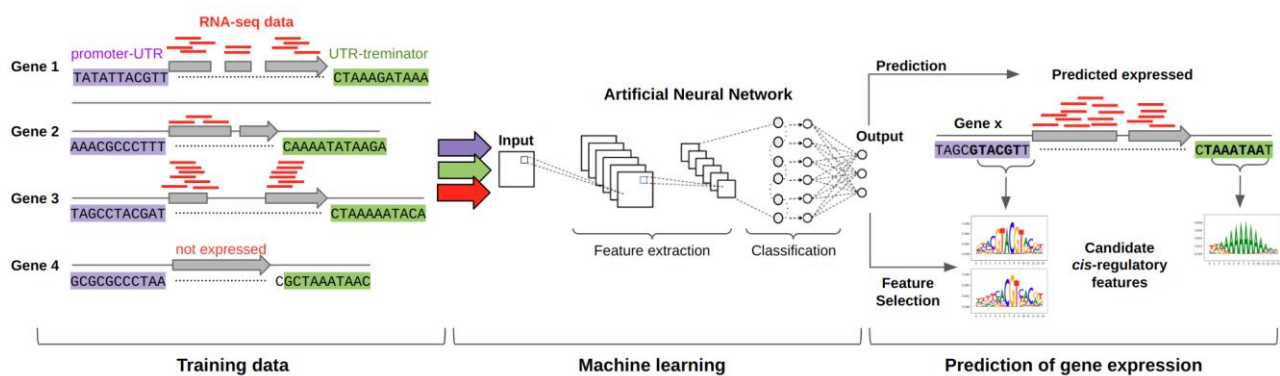 RNA-seq data
promoter-UTR
UTR-treminator
Gene 1
TATATTACGTT
CTAAAGATAAA
Gene 2
AAACGCCCTTT
CAAAATATAAGA
Gene 3
TAGCCTACGAT
CTAAAAATACA
not expressed
Gene 4
GCGCGCCCTAA
CGCTAAATAAC
Training data
Artificial Neural Network
Input
Output
Feature extraction
Classification
Machine learning
Prediction
Predicted expressed
Gene x
TAGCGTACGTT
CTAAATAAT
Feature
Selection
Candidate
cis-regulatory
features
Prediction of gene expression